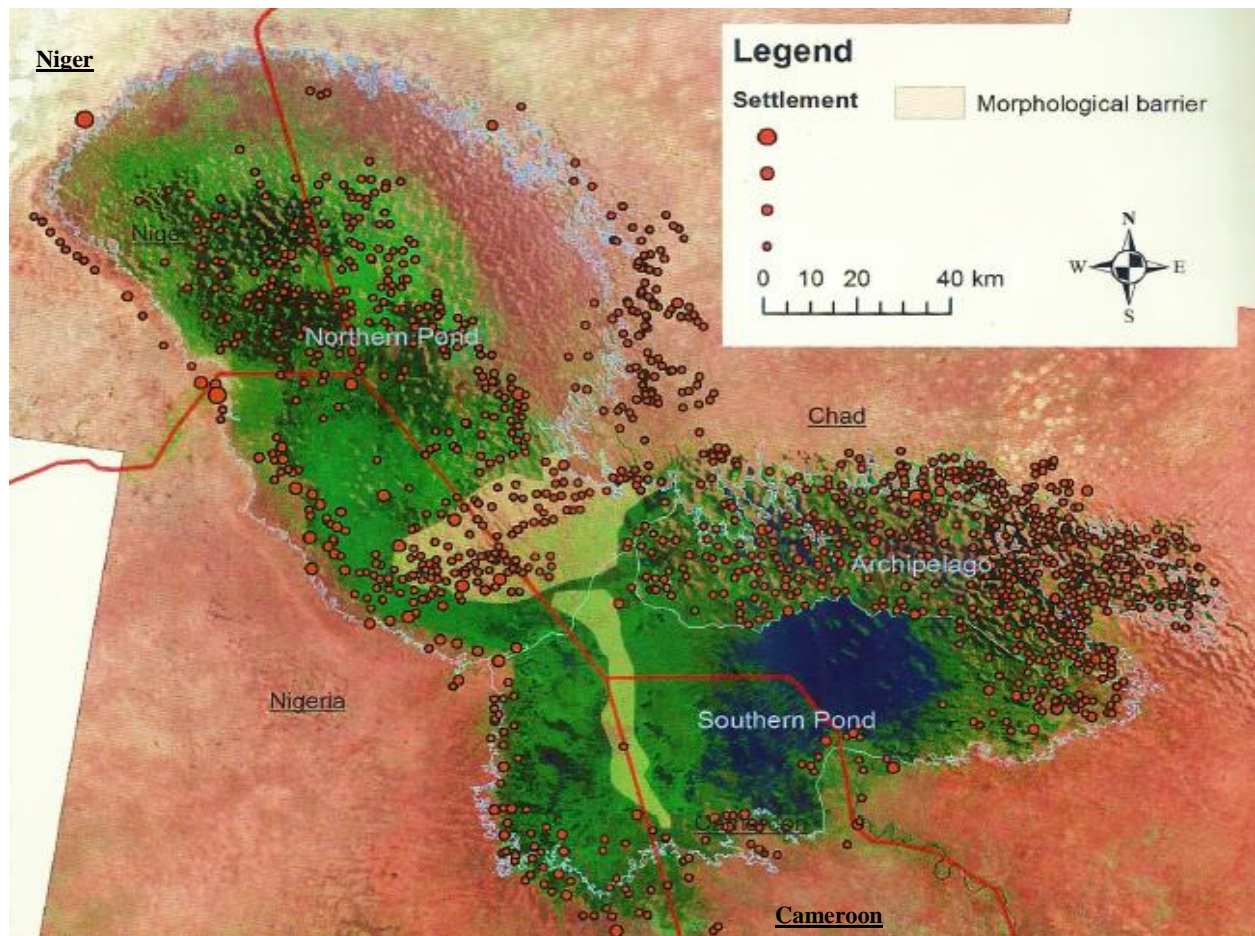 Niger
Legend
Settlement
Morphological barrier
0 10 20 40 km
N
W E
S
Niger
Northern Pond
Chad
Archipelago
Nigeria
Southern Pond
Cameroon
Cameroon